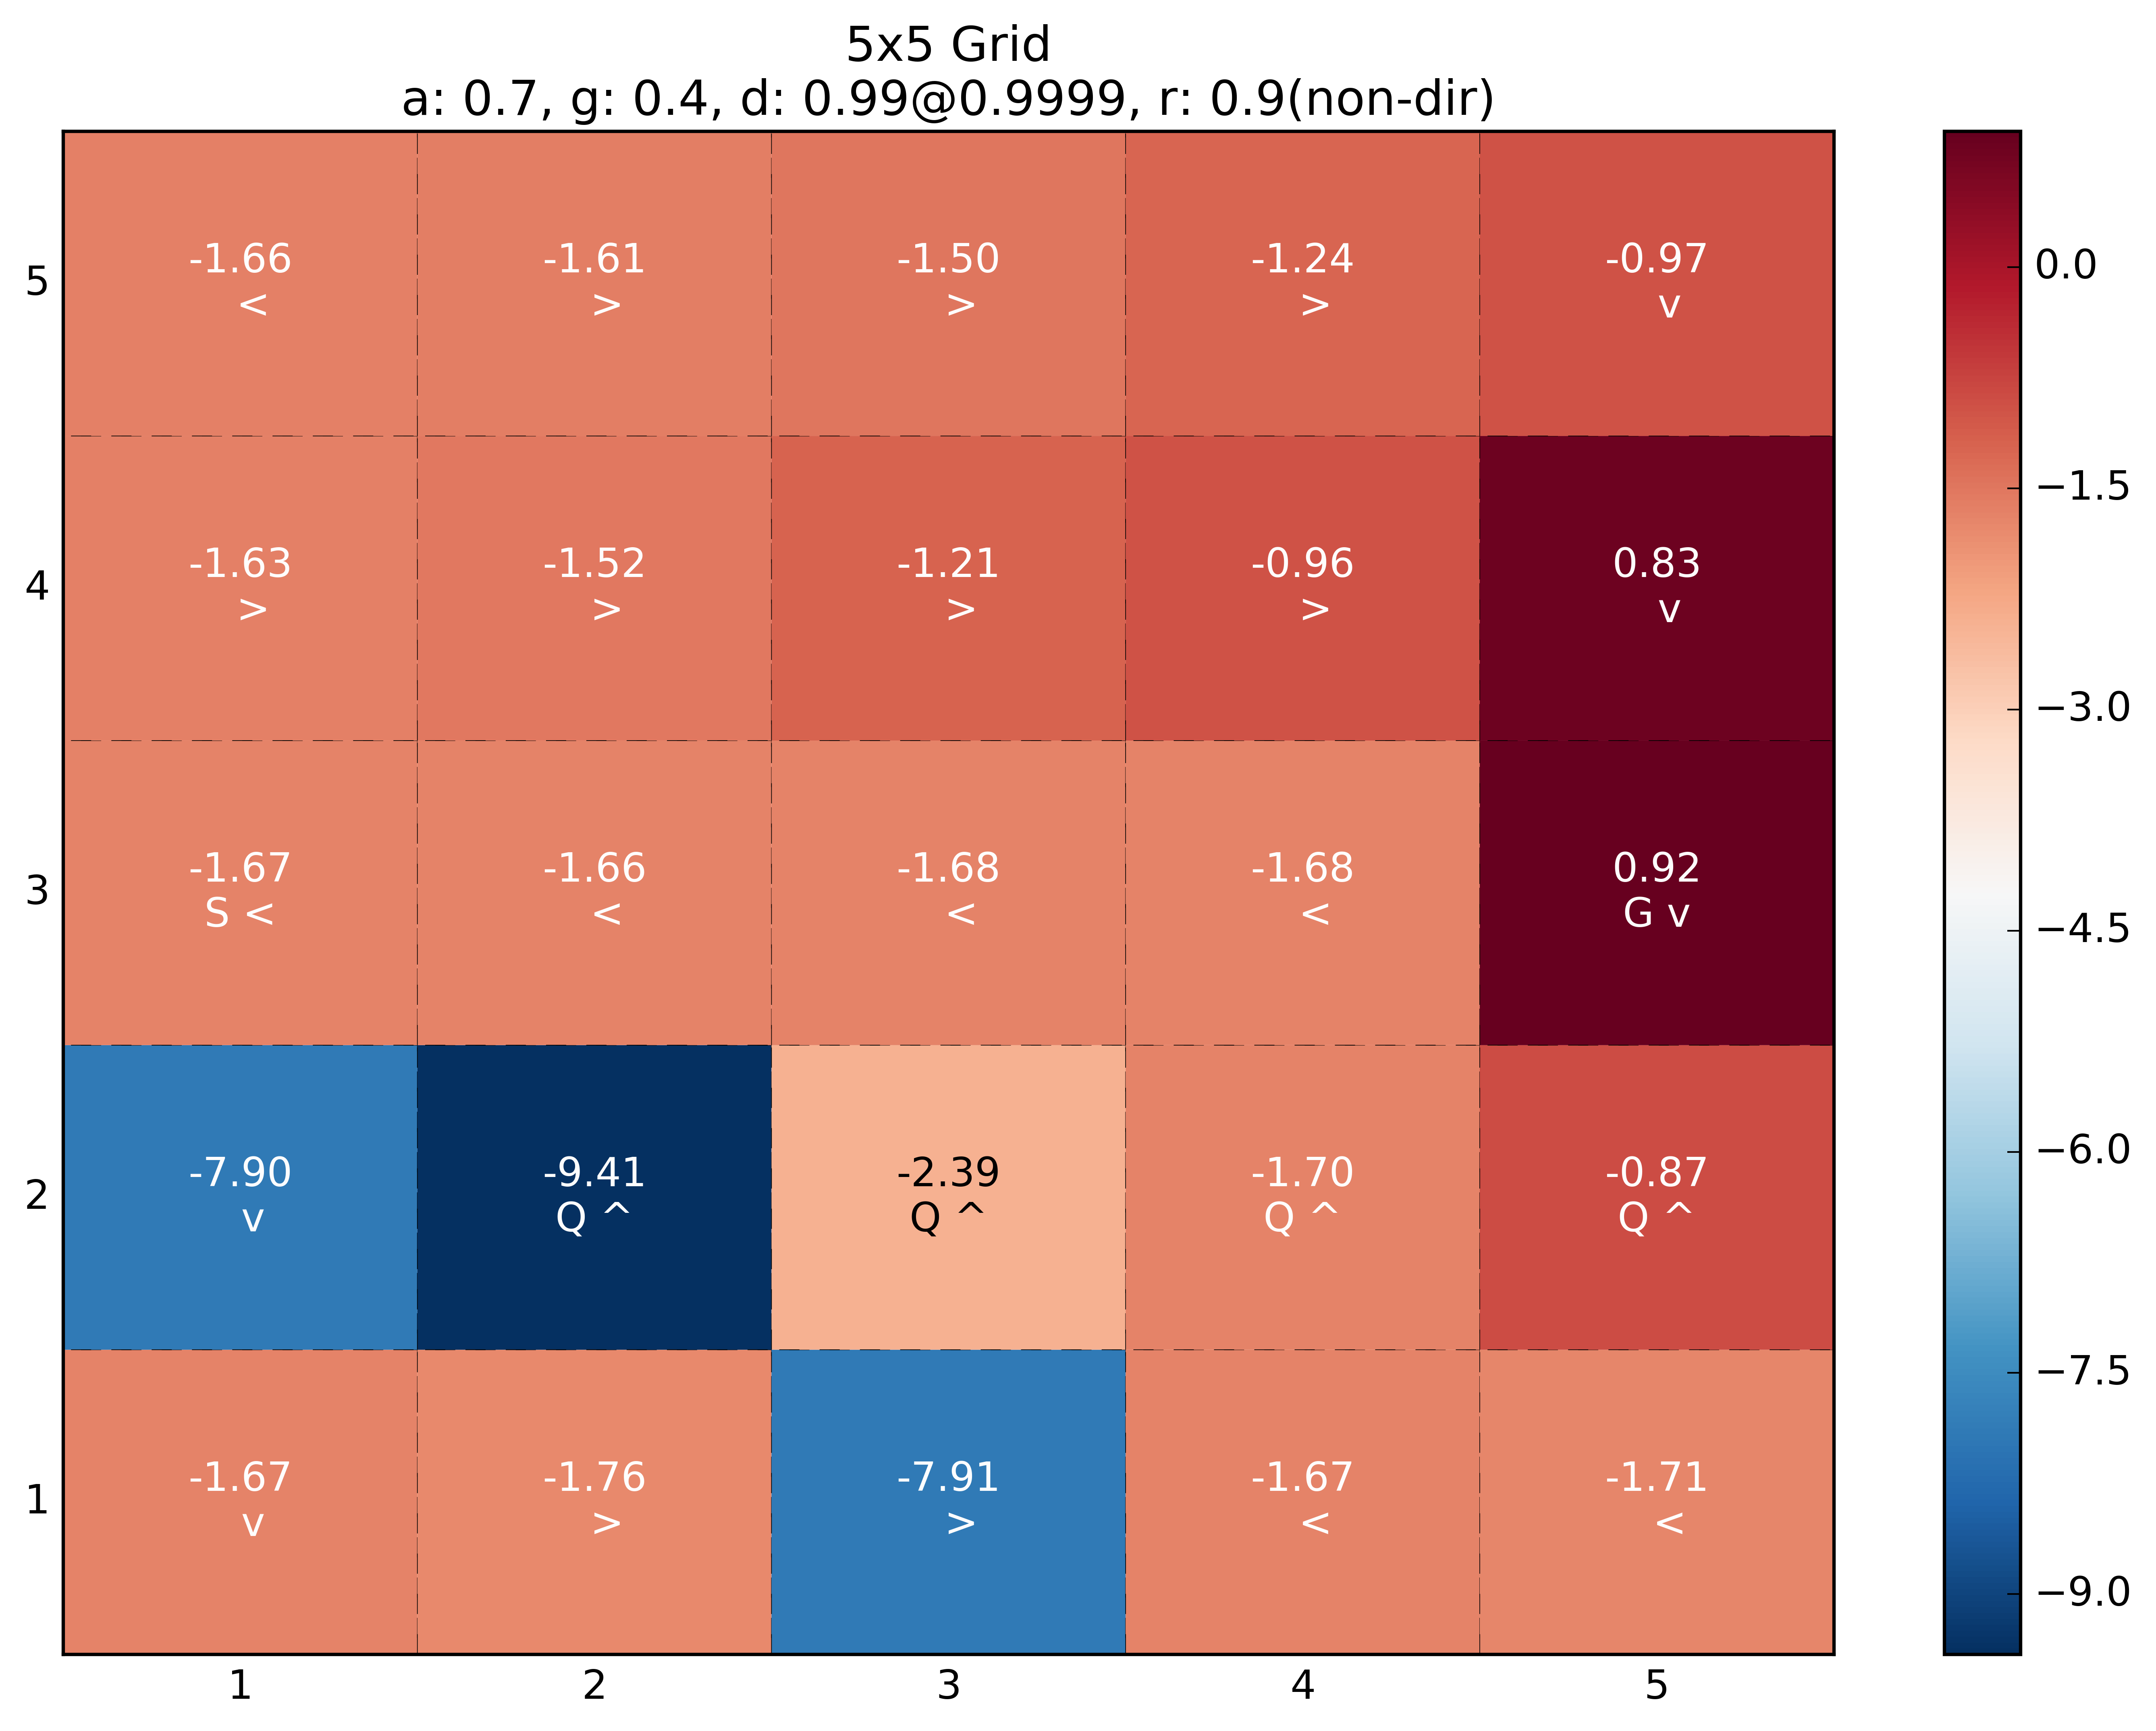 5x5 Grid
a: 0.7, g: 0.4, d: 0.99@0.9999, r: 0.9(non-dir)
5 -1.66 -1.61 -1.50 -1.24 -0.97
< > > > v
4 -1.63 -1.52 -1.21 -0.96 0.83
> > > > v
3 -1.67 -1.66 -1.68 -1.68 0.92
S < < < < G v
2 -7.90 -9.41 -2.39 -1.70 -0.87
v Q ^ Q ^ Q ^ Q ^
1 -1.67 -1.76 -7.91 -1.67 -1.71
v > > < <
1 2 3 4 5
0.0
−1.5
−3.0
−4.5
−6.0
−7.5
−9.0